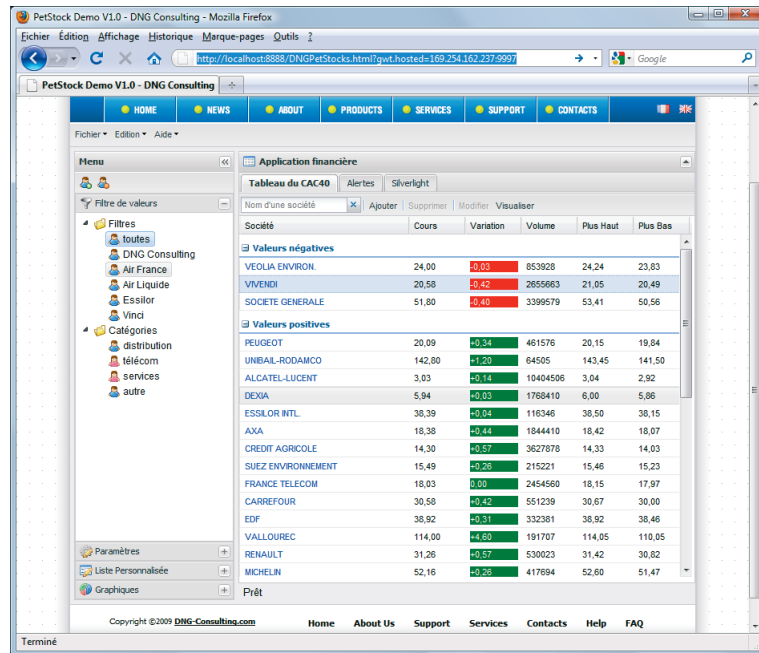 PetStock Demo V1.0 - DNG Consulting - Mozilla Firefox
Fichier Édition Affichage Historique Marque-pages Outils ?
http://localhost:8888/DNGPetStocks.html?gwt.hosted=169.254.162.237:9997
Google
PetStock Demo V1.0 - DNG Consulting
HOME NEWS ABOUT PRODUCTS SERVICES SUPPORT CONTACTS
Fichier Edition Aide
Menu
Application financière
Tableau du CAC40 Alertes Silverlight
Filtre de valeurs
Nom d'une société Ajouter Supprimer Modifier Visualiser
Filtres
toutes
DNG Consulting
Air France
Air Liquide
Essilor
Vinci
Catégories
distribution
télécom
services
autre
Société Cours Variation Volume Plus Haut Plus Bas
Valeurs négatives
VEOLIA ENVIRON. 24,00 -0,03 853928 24,24 23,83
VIVENDI 20,58 -0,42 2655663 21,05 20,49
SOCIETE GENERALE 51,80 -0,40 3399579 53,41 50,56
Valeurs positives
PEUGEOT 20,09 +0,34 461576 20,15 19,84
UNIBAIL-RODAMCO 142,80 +1,20 64505 143,45 141,50
ALCATEL-LUCENT 3,03 +0,14 10404506 3,04 2,92
DEXIA 5,94 +0,03 1768410 6,00 5,86
ESSILOR INTL. 38,39 +0,04 116346 38,50 38,15
AXA 18,38 +0,44 1844410 18,42 18,07
CREDIT AGRICOLE 14,30 +0,57 3627878 14,33 14,03
SUEZ ENVIRONNEMENT 15,49 +0,26 215221 15,46 15,23
FRANCE TELECOM 18,03 0,00 2454560 18,15 17,97
CARREFOUR 30,58 +0,42 551239 30,67 30,00
EDF 38,92 +0,31 332381 38,92 38,46
VALLOUREC 114,00 +4,60 191707 114,05 110,05
RENAULT 31,26 +0,57 530023 31,42 30,82
MICHELIN 52,16 +0,26 417694 52,60 51,47
Paramètres
Liste Personnalisée
Graphiques
Prêt
Copyright ©2009 DNG-Consulting.com
Home About Us Support Services Contacts Help FAQ
Terminé